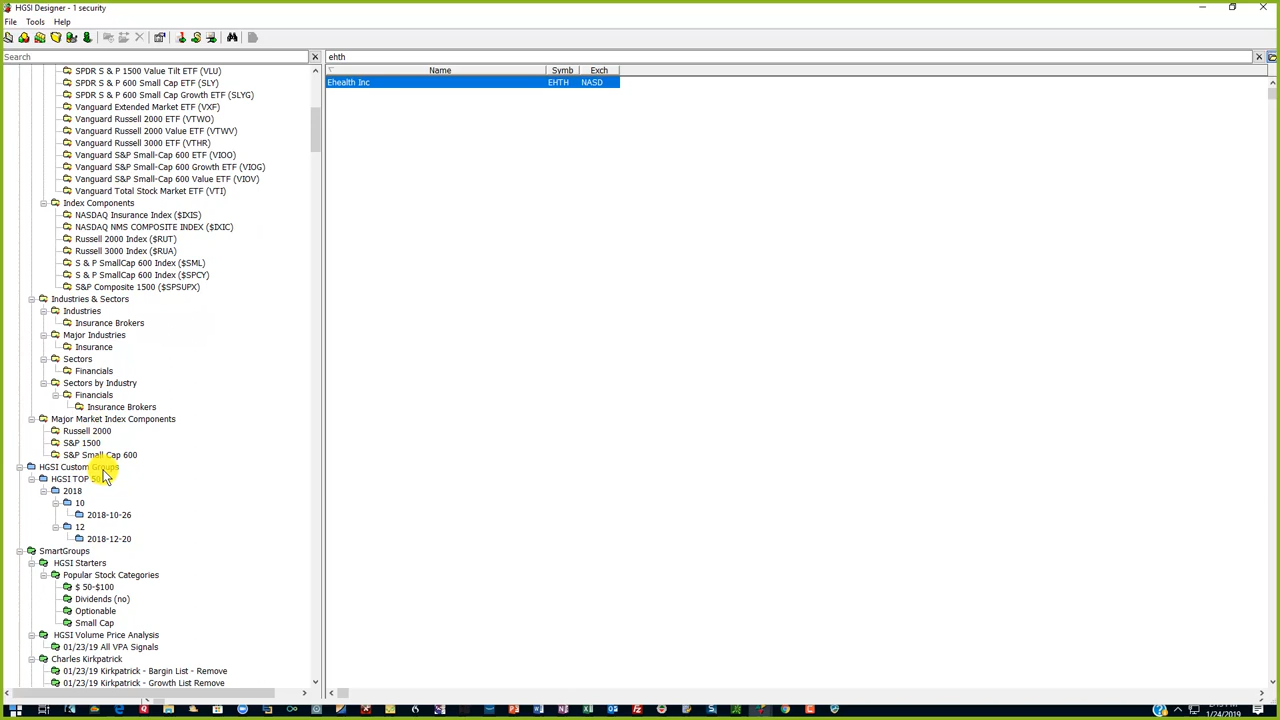 HGSI Designer - 1 security
File Tools Help
Search
ehth
Name Symb Exch
Ehealth Inc EHTH NASD
SPDR S & P 1500 Value Tilt ETF (VLU)
SPDR S & P 600 Small Cap ETF (SLY)
SPDR S & P 600 Small Cap Growth ETF (SLYG)
Vanguard Extended Market ETF (VXF)
Vanguard Russell 2000 ETF (VTWO)
Vanguard Russell 2000 Value ETF (VTWV)
Vanguard Russell 3000 ETF (VTHR)
Vanguard S&P Small-Cap 600 ETF (VIOO)
Vanguard S&P Small-Cap 600 Growth ETF (VIOG)
Vanguard S&P Small-Cap 600 Value ETF (VIOV)
Vanguard Total Stock Market ETF (VTI)
Index Components
NASDAQ Insurance Index ($IXIS)
NASDAQ NMS COMPOSITE INDEX ($IXIC)
Russell 2000 Index ($RUT)
Russell 3000 Index ($RUA)
S & P SmallCap 600 Index ($SML)
S & P SmallCap 600 Index ($SPCY)
S&P Composite 1500 ($SPSUPX)
Industries & Sectors
Industries
Insurance Brokers
Major Industries
Insurance
Sectors
Financials
Sectors by Industry
Financials
Insurance Brokers
Major Market Index Components
Russell 2000
S&P 1500
S&P Small Cap 600
HGSI Custom Groups
HGSI TOP 50
2018
10
2018-10-26
12
2018-12-20
SmartGroups
HGSI Starters
Popular Stock Categories
$ 50-$100
Dividends (no)
Optionable
Small Cap
HGSI Volume Price Analysis
01/23/19 All VPA Signals
Charles Kirkpatrick
01/23/19 Kirkpatrick - Bargin List - Remove
01/23/19 Kirkpatrick - Growth List Remove
1/24/2019